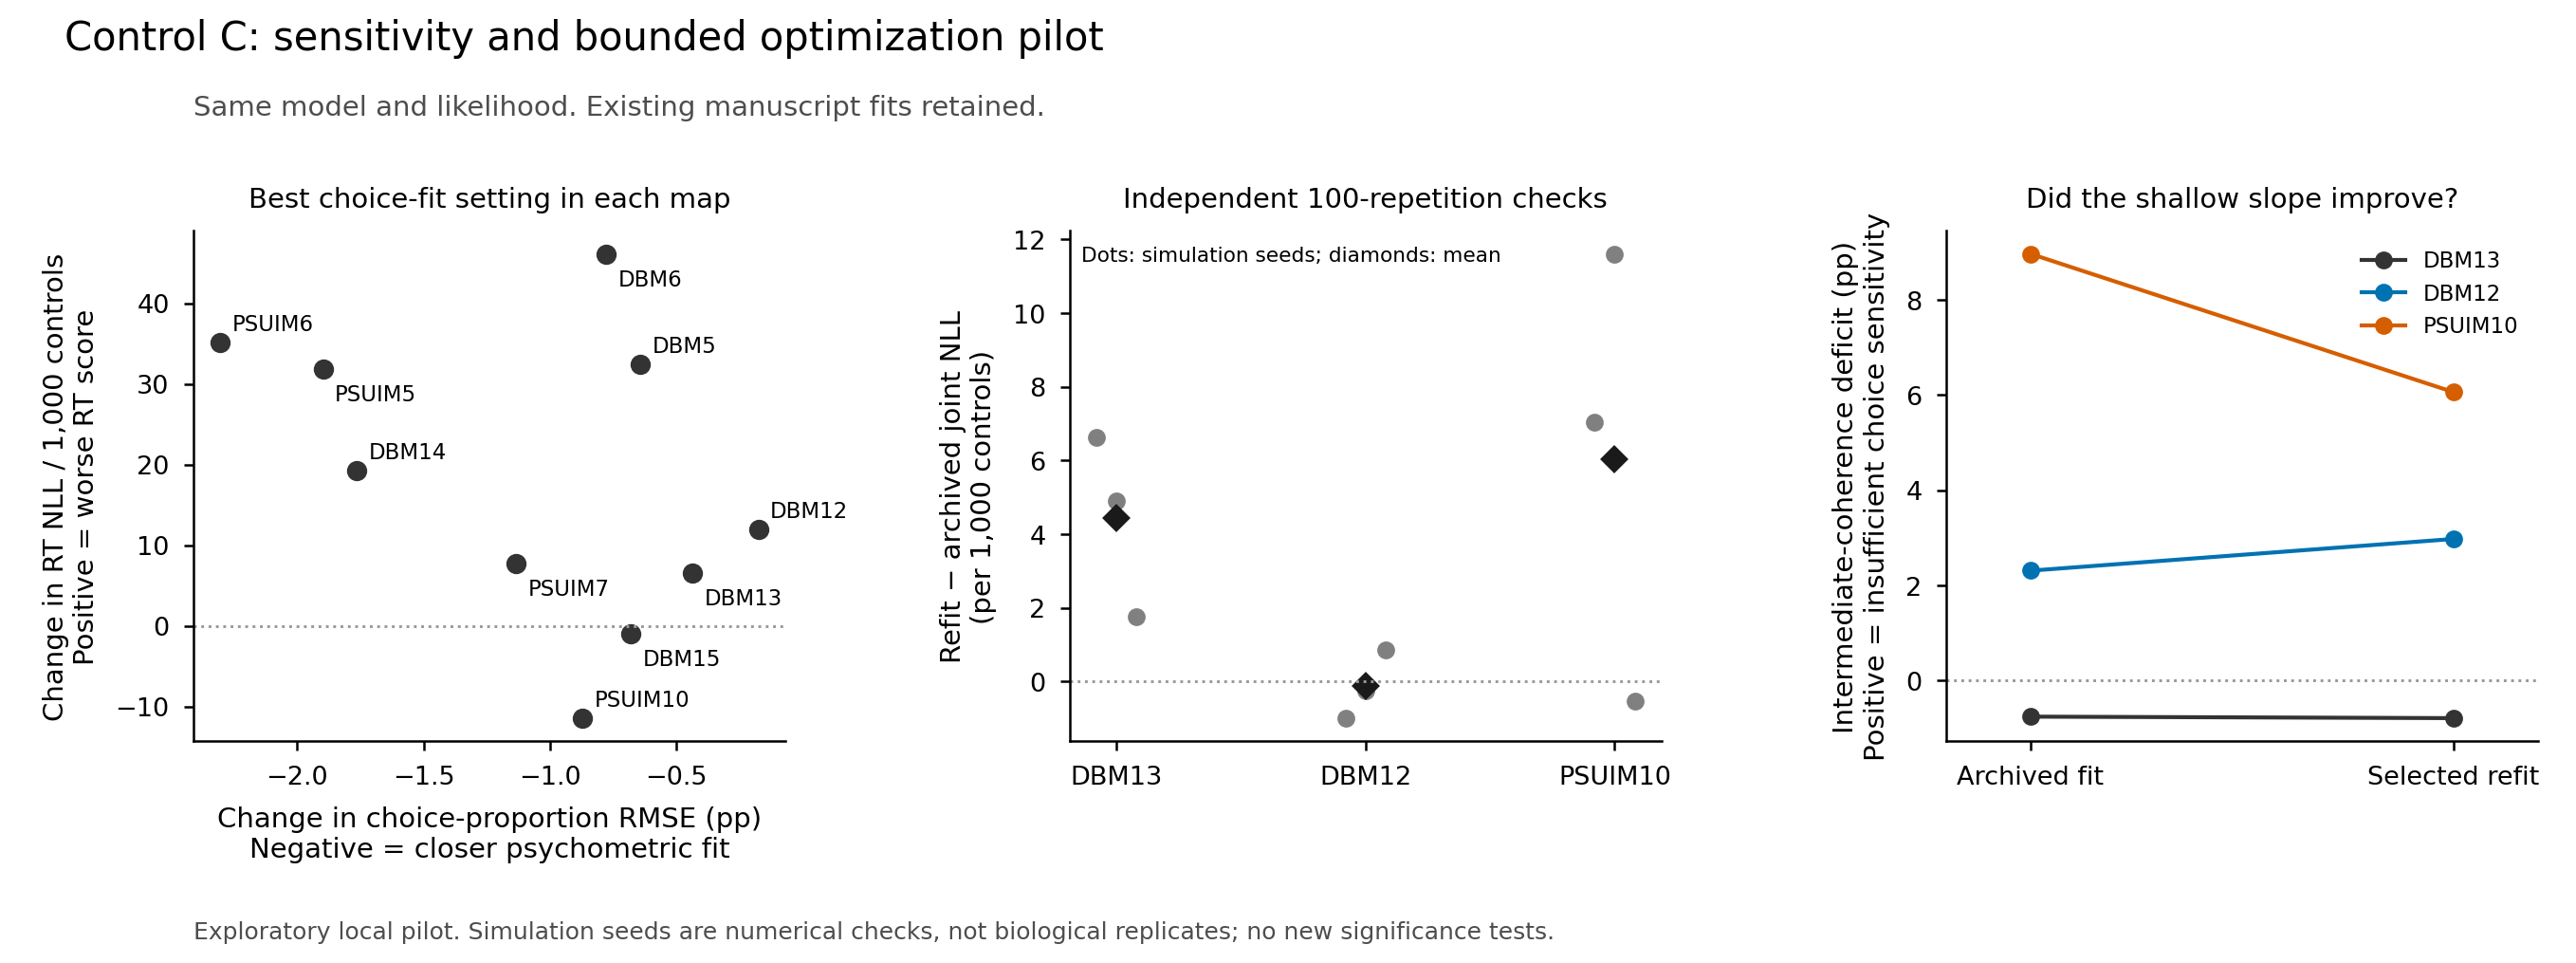 Control C: sensitivity and bounded optimization pilot
Same model and likelihood. Existing manuscript fits retained.
Best choice-fit setting in each map
Change in RT NLL / 1,000 controls
Positive = worse RT score
40
30
20
10
0
−10
DBM6
PSUIM6
DBM5
PSUIM5
DBM14
DBM12
PSUIM7
DBM13
DBM15
PSUIM10
−2.0
−1.5
−1.0
−0.5
Change in choice-proportion RMSE (pp)
Negative = closer psychometric fit
Independent 100-repetition checks
Dots: simulation seeds; diamonds: mean
Refit − archived joint NLL
(per 1,000 controls)
12
10
8
6
4
2
0
DBM13
DBM12
PSUIM10
Did the shallow slope improve?
Intermediate-coherence deficit (pp)
Positive = insufficient choice sensitivity
8
6
4
2
0
DBM13
DBM12
PSUIM10
Archived fit
Selected refit
Exploratory local pilot. Simulation seeds are numerical checks, not biological replicates; no new significance tests.